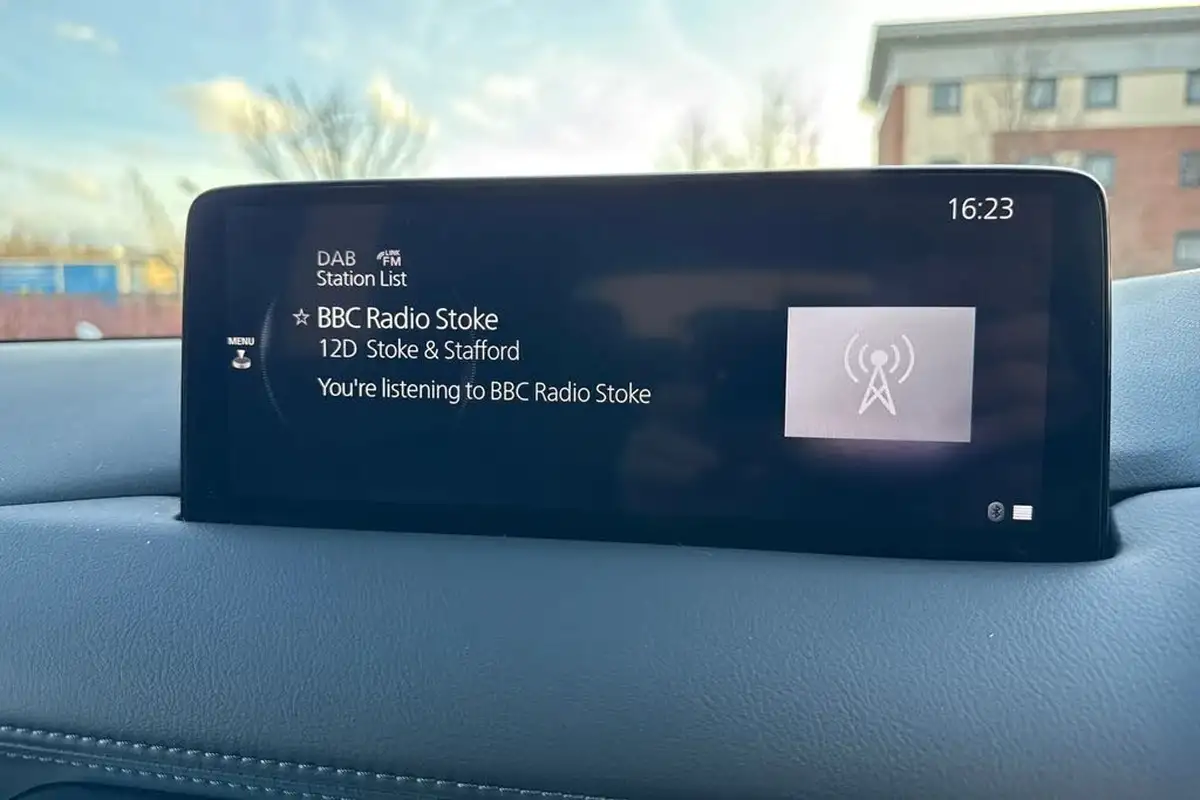 16:23
DAB LINK FM
Station List
☆ BBC Radio Stoke
12D Stoke & Stafford
You're listening to BBC Radio Stoke
MENU